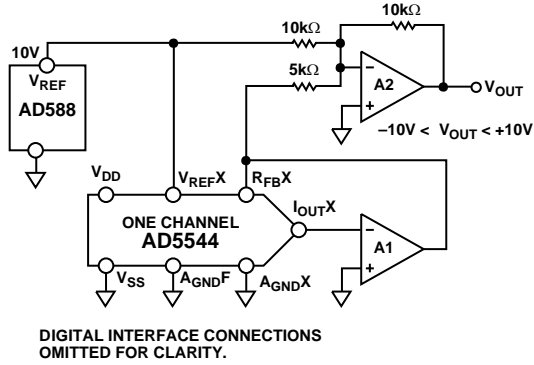 10kΩ
10kΩ
10V
VREF
AD588
5kΩ
–
A2
+
VOUT
–10V < VOUT < +10V
VDD
VREFX
RFBX
ONE CHANNEL
AD5544
IOUTX
–
A1
+
VSS
AGNDF
AGNDX
DIGITAL INTERFACE CONNECTIONS
OMITTED FOR CLARITY.